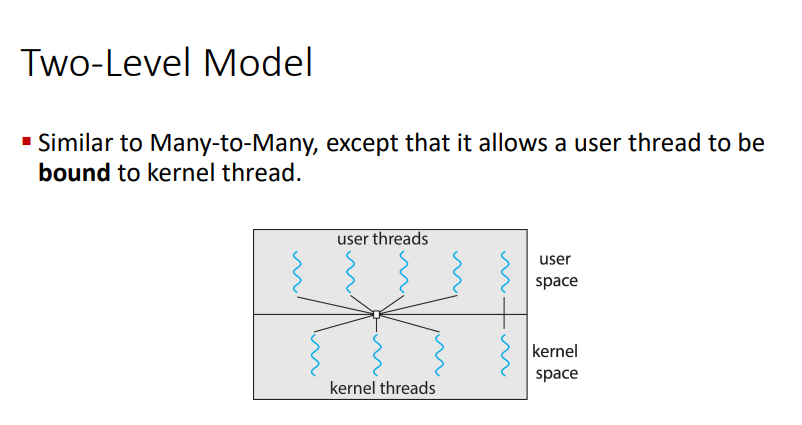 Two-Level Model
▪ Similar to Many-to-Many, except that it allows a user thread to be
bound to kernel thread.
user threads
user
space
kernel
space
kernel threads